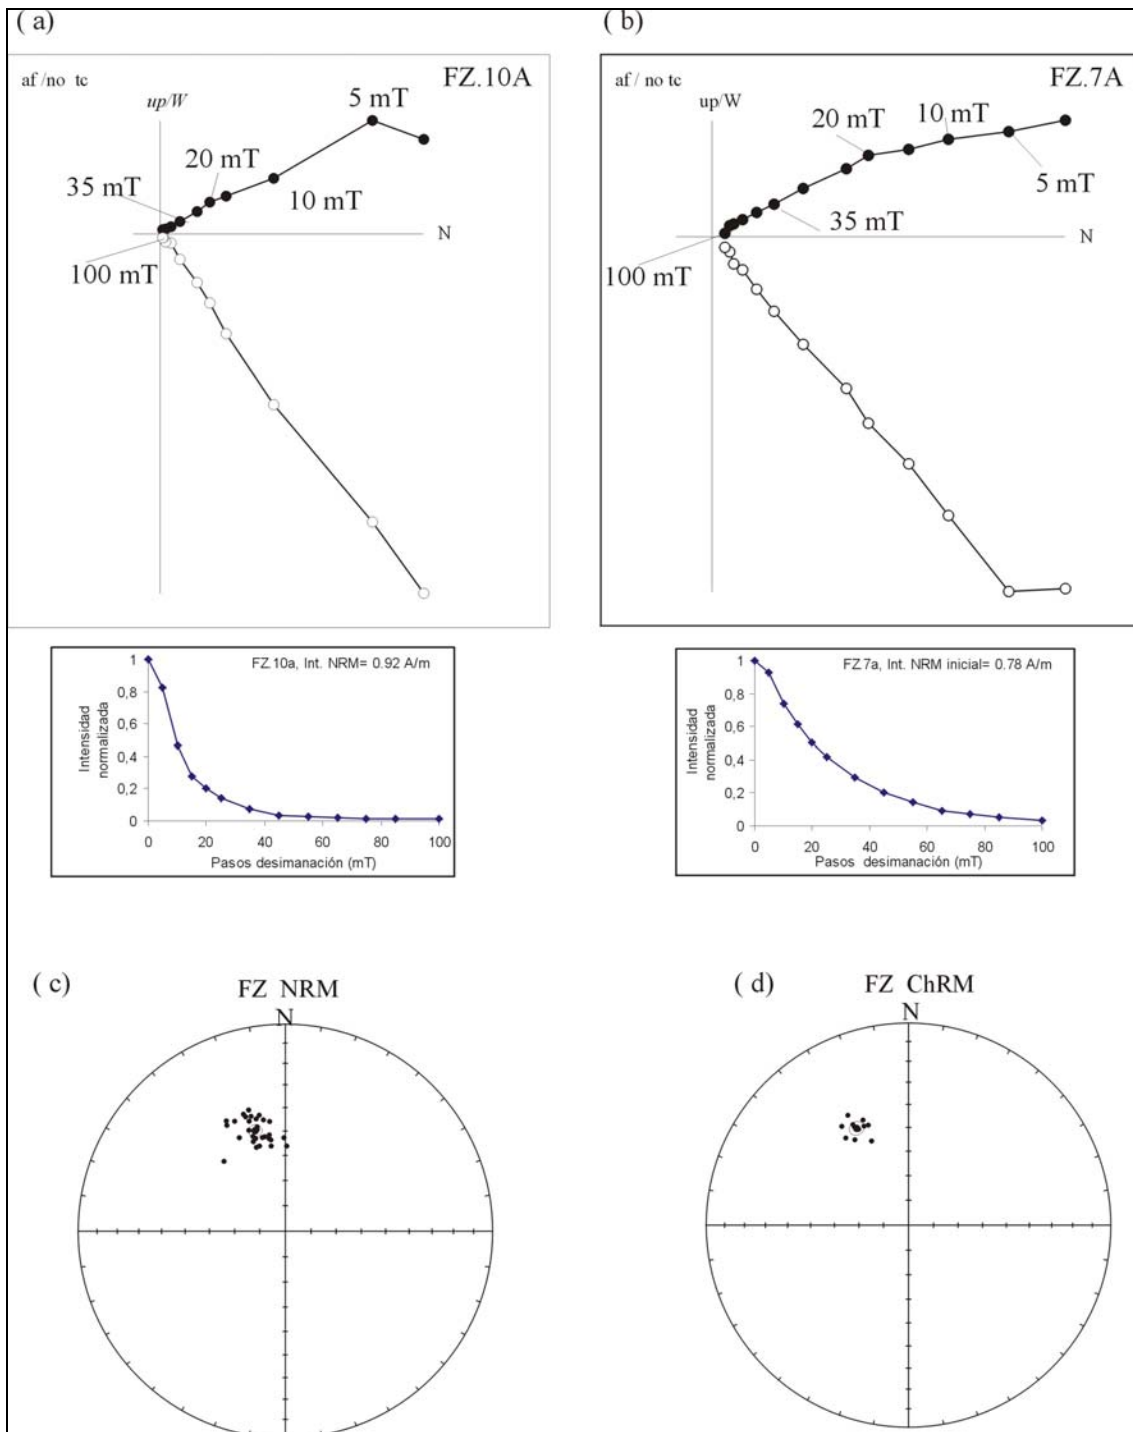 ( a)
( b)
af /no tc
FZ.10A
up/W
5 mT
20 mT
35 mT
10 mT
N
100 mT
af / no tc
FZ.7A
up/W
10 mT
20 mT
5 mT
35 mT
N
100 mT
FZ.10a, Int. NRM= 0.92 A/m
Intensidad
normalizada
1
0,8
0,6
0,4
0,2
0
0 20 40 60 80 100
Pasos desimanación (mT)
FZ.7a, Int. NRM inicial= 0.78 A/m
Intensidad
normalizada
1
0,8
0,6
0,4
0,2
0
0 20 40 60 80 100
Pasos desimanación (mT)
( c)
FZ NRM
N
( d)
FZ ChRM
N